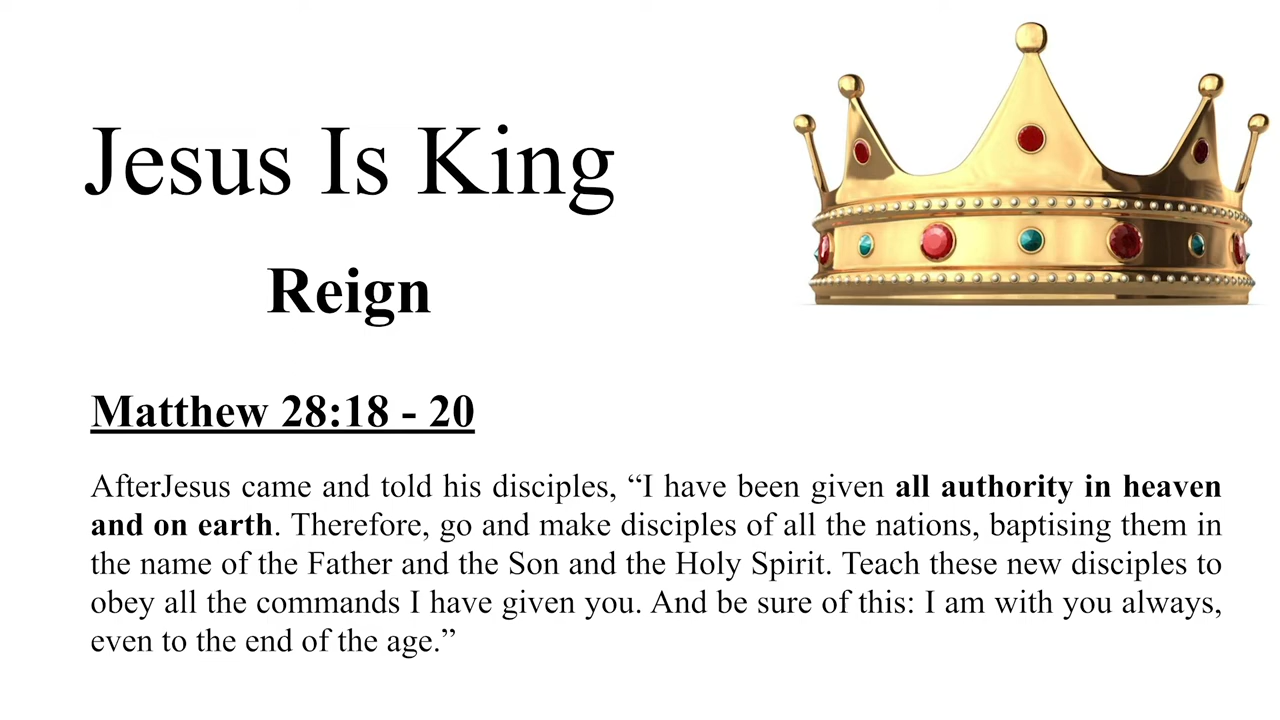 Jesus Is King
Reign
Matthew 28:18 - 20
AfterJesus came and told his disciples, “I have been given all authority in heaven
and on earth. Therefore, go and make disciples of all the nations, baptising them in
the name of the Father and the Son and the Holy Spirit. Teach these new disciples to
obey all the commands I have given you. And be sure of this: I am with you always,
even to the end of the age.”